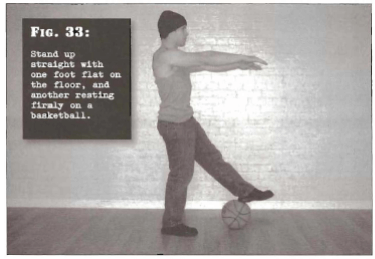 FIG. 33:
Stand up
straight with
one foot flat on
the floor, and
another resting
firmly on a
basketball.